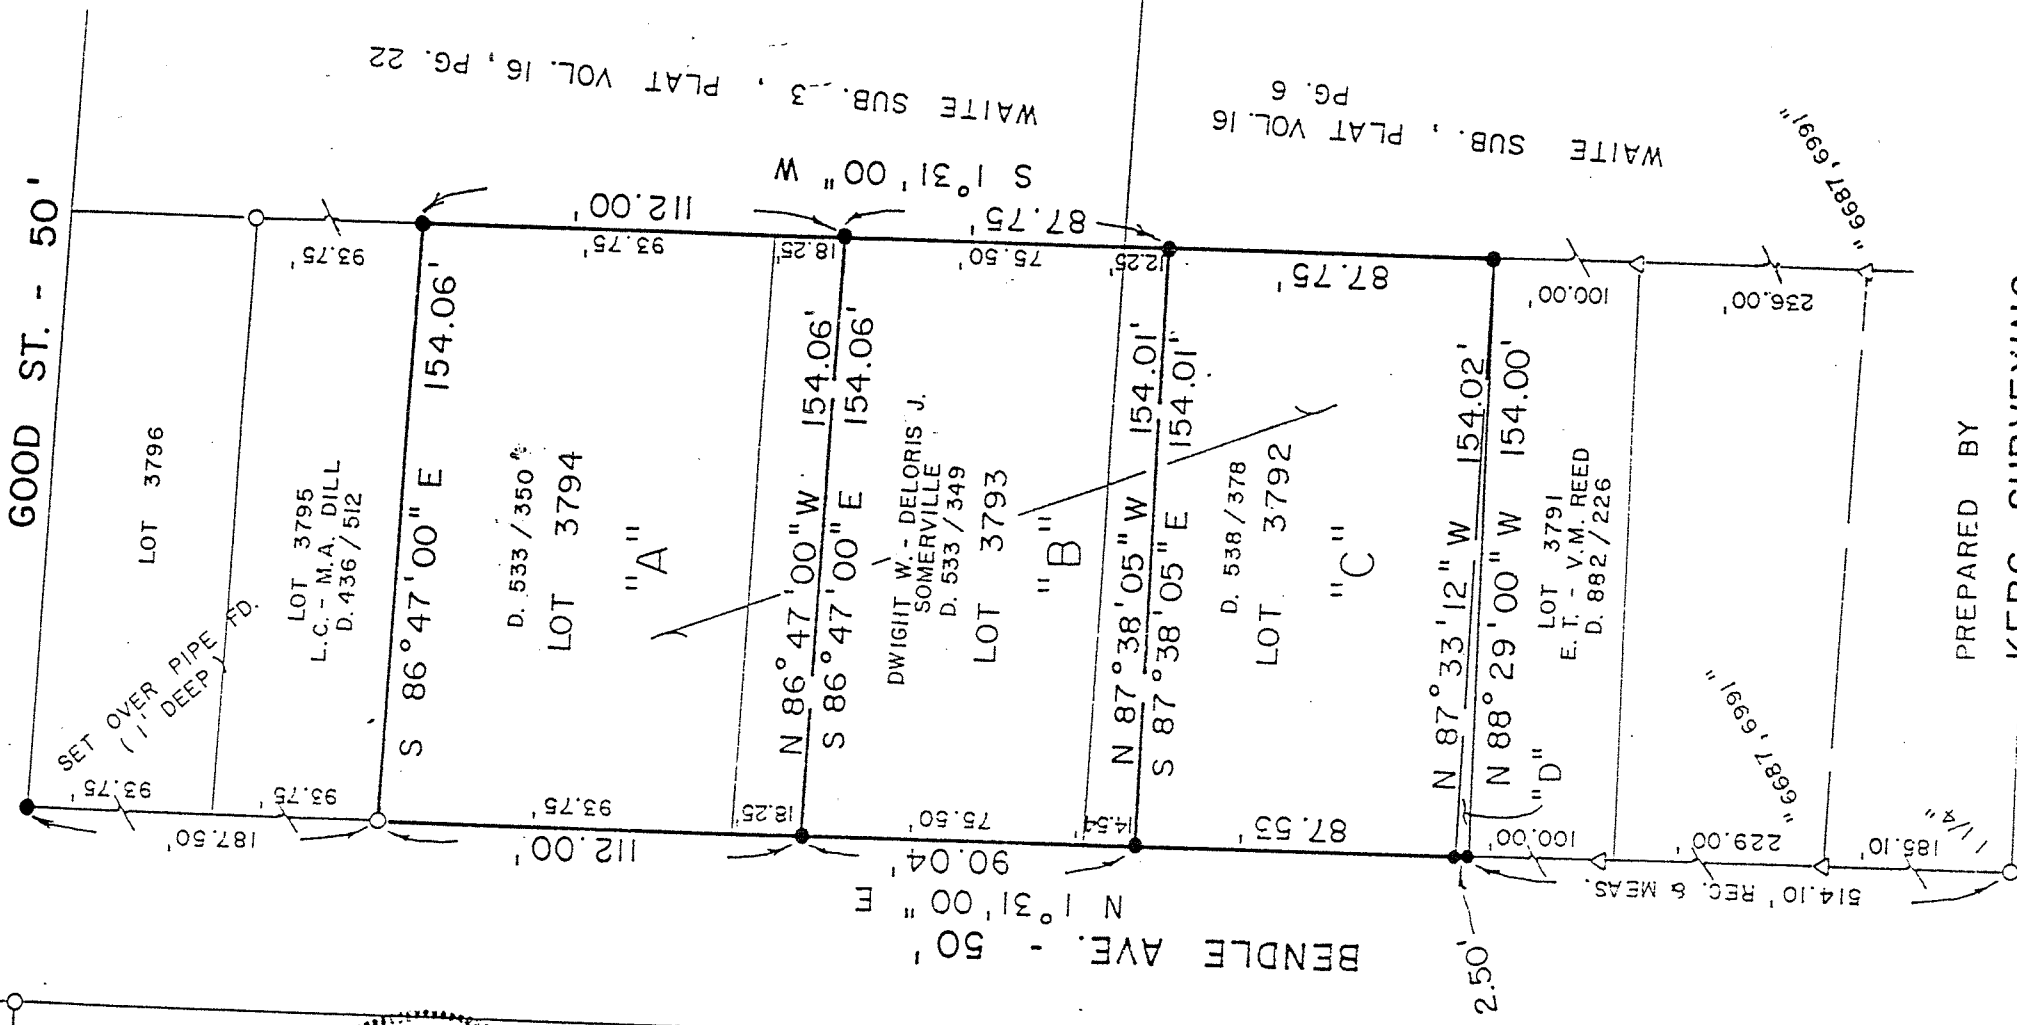 GOOD ST. - 50'
WAITE SUB. 3, PLAT VOL. 16, PG. 22
WAITE SUB., PLAT VOL. 16
PG. 6
S 1°31'00" W
112.00'
87.75'
87.75'
93.75'
93.75'
18.25'
75.50'
12.25'
100.00'
236.00'
"6687,6991"
LOT 3796
LOT 3795
L.C. - M.A. DILL
D. 436/512
S 86°47'00" E 154.06'
D. 533/350
LOT 3794
"A"
N 86°47'00" W 154.06'
S 86°47'00" E 154.06'
DWIGHT W. - DELORIS J.
SOMERVILLE
D. 533/349
LOT 3793
"B"
N 87°38'05" W 154.01'
S 87°38'05" E 154.01'
D. 538/378
LOT 3792
"C"
N 87°33'12" W 154.02'
N 88°29'00" W 154.00'
"D"
LOT 3791
E.T. - V.M. REED
D. 882/226
"6687,6991"
SET OVER PIPE FD.
(1' DEEP)
93.75'
93.75'
187.50'
93.75'
18.25'
112.00'
75.50'
14.54'
90.04'
87.53'
100.00'
229.00'
185.10'
1/4"
514.10' REC. & MEAS.
2.50'
N 1°31'00" E
BENDLE AVE. - 50'
PREPARED BY